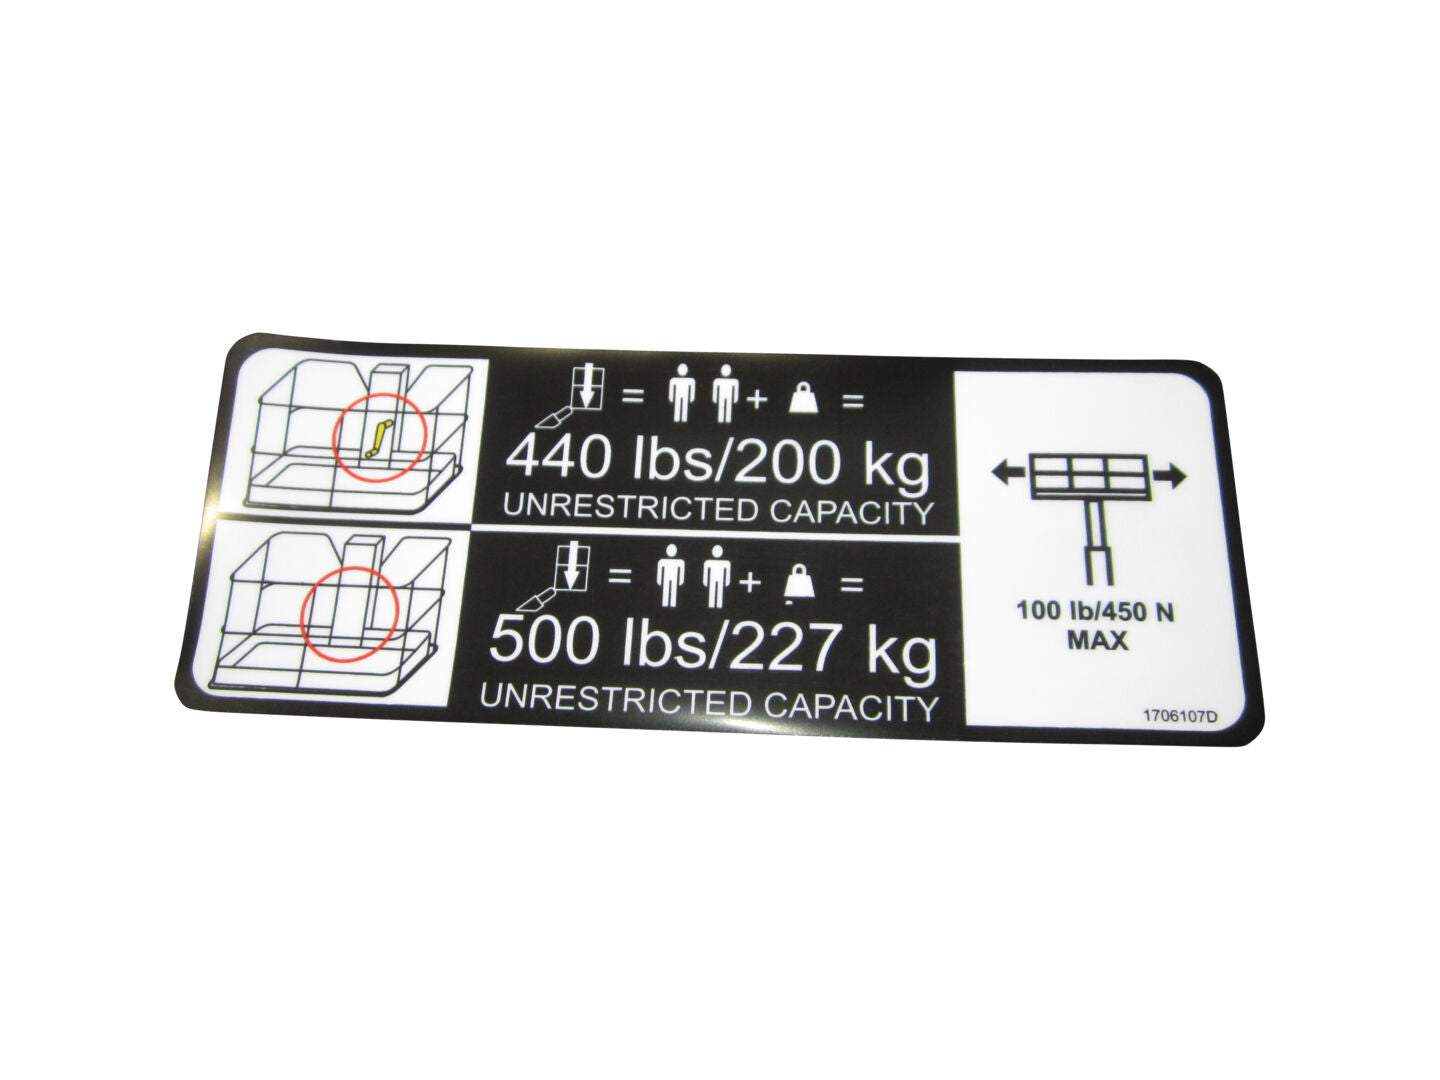 = + =
440 lbs/200 kg
UNRESTRICTED CAPACITY
= + =
500 lbs/227 kg
UNRESTRICTED CAPACITY
100 lb/450 N
MAX
1706107D